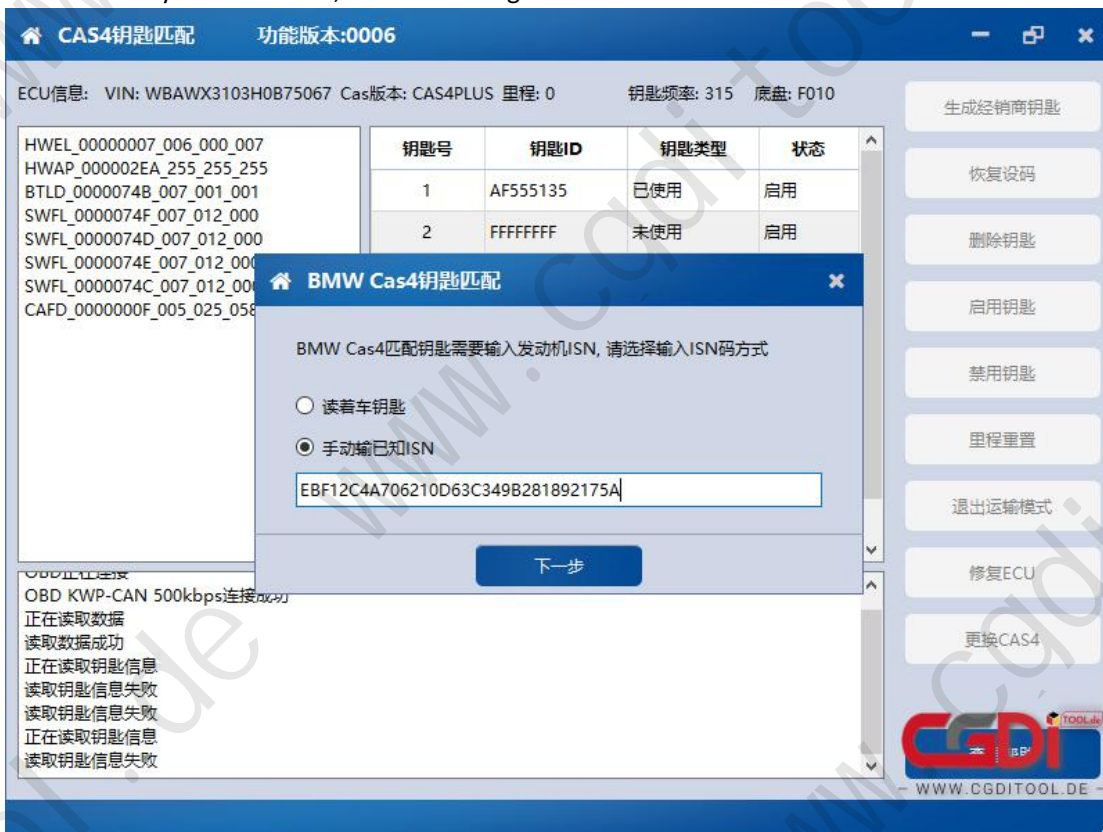 CAS4钥匙匹配 功能版本:0006
ECU信息: VIN: WBAWX3103H0B75067 Cas版本: CAS4PLUS 里程: 0 钥匙频率: 315 底盘: F010
HWEL_00000007_006_000_007
HWAP_000002EA_255_255_255
BTLD_0000074B_007_001_001
SWFL_0000074F_007_012_000
SWFL_0000074D_007_012_000
SWFL_0000074E_007_012_000
SWFL_0000074C_007_012_00
CAFD_0000000F_005_025_058
钥匙号 钥匙ID 钥匙类型 状态
1 AF555135 已使用 启用
2 FFFFFFFF 未使用 启用
BMW Cas4钥匙匹配
BMW Cas4匹配钥匙需要输入发动机ISN, 请选择输入ISN码方式
读着车钥匙
手动输已知ISN
EBF12C4A706210D63C349B281892175A
下一步
OBD正在连接
OBD KWP-CAN 500kbps连接成功
正在读取数据
读取数据成功
正在读取钥匙信息
读取钥匙信息失败
读取钥匙信息失败
正在读取钥匙信息
读取钥匙信息失败
生成经销商钥匙
恢复设码
删除钥匙
启用钥匙
禁用钥匙
里程重置
退出运输模式
修复ECU
更换CAS4
CGDI TOOL.de
- WWW.CGDITOOL.DE -